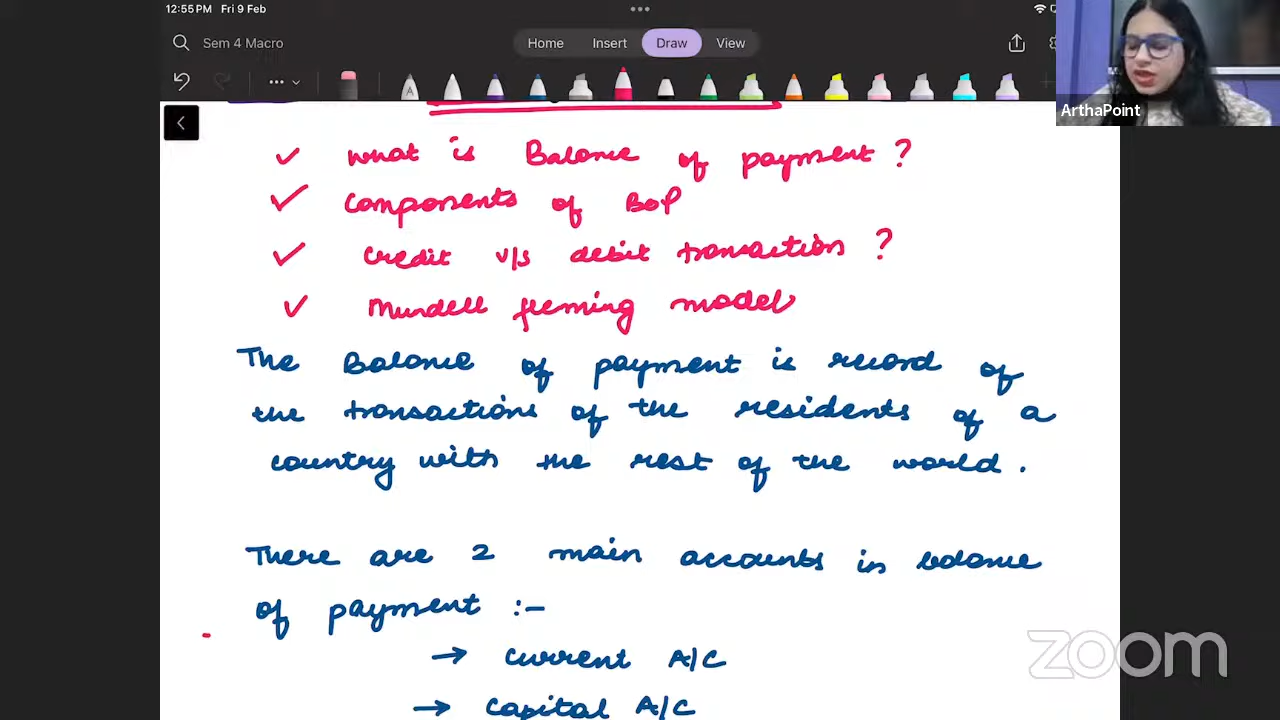 12:55PM Fri 9 Feb
Sem 4 Macro
Home Insert Draw View
ArthaPoint
What is Balance of payment ?
Components of BoP
Credit v/s debit transaction ?
Mundell fleming model
The Balance of payment is record of
the transactions of the residents of a
country with the rest of the world .
There are 2 main accounts in balance
of payment :-
→ Current A/C
→ Capital A/C
zoom